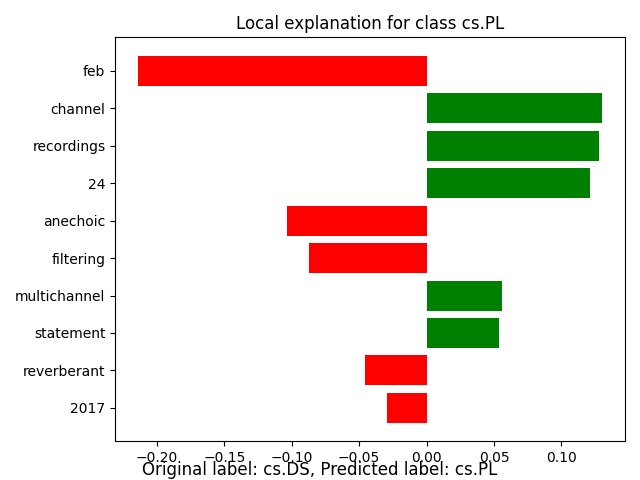 Local explanation for class cs.PL
feb
channel
recordings
24
anechoic
filtering
multichannel
statement
reverberant
2017
−0.20 −0.15 −0.10 −0.05 0.00 0.05 0.10
Original label: cs.DS, Predicted label: cs.PL